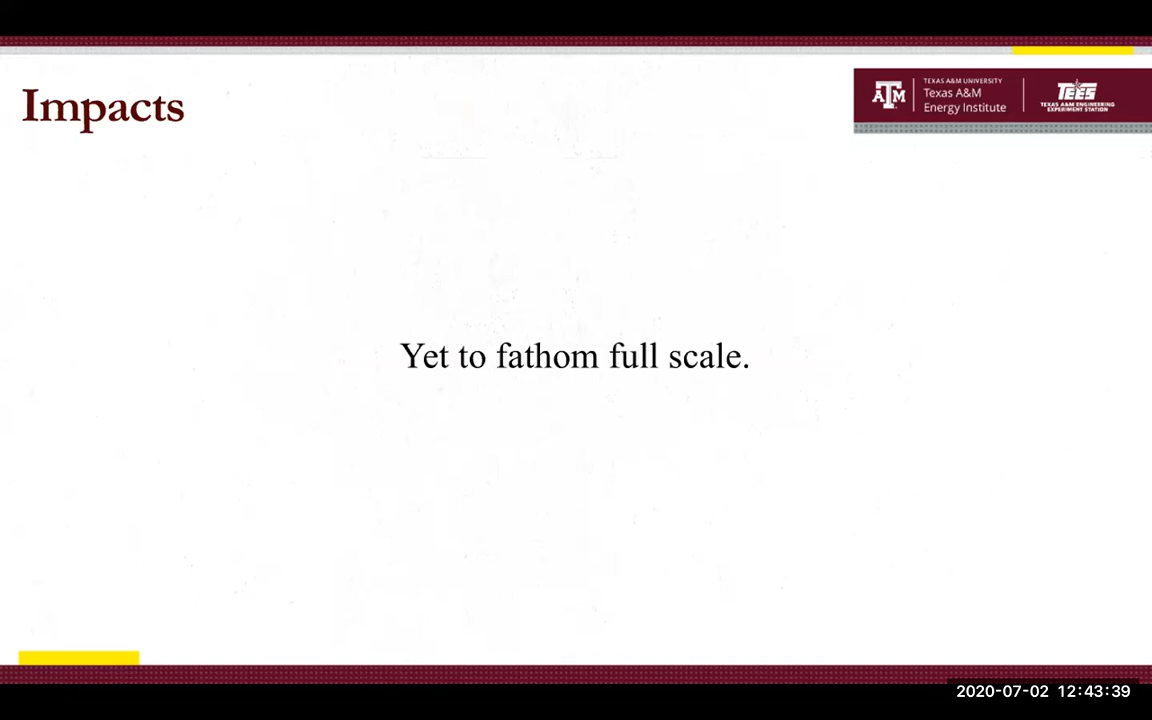 Impacts
TEXAS A&M UNIVERSITY
Texas A&M
Energy Institute
ATM
TEES
TEXAS A&M ENGINEERING
EXPERIMENT STATION
Yet to fathom full scale.
2020-07-02 12:43:39